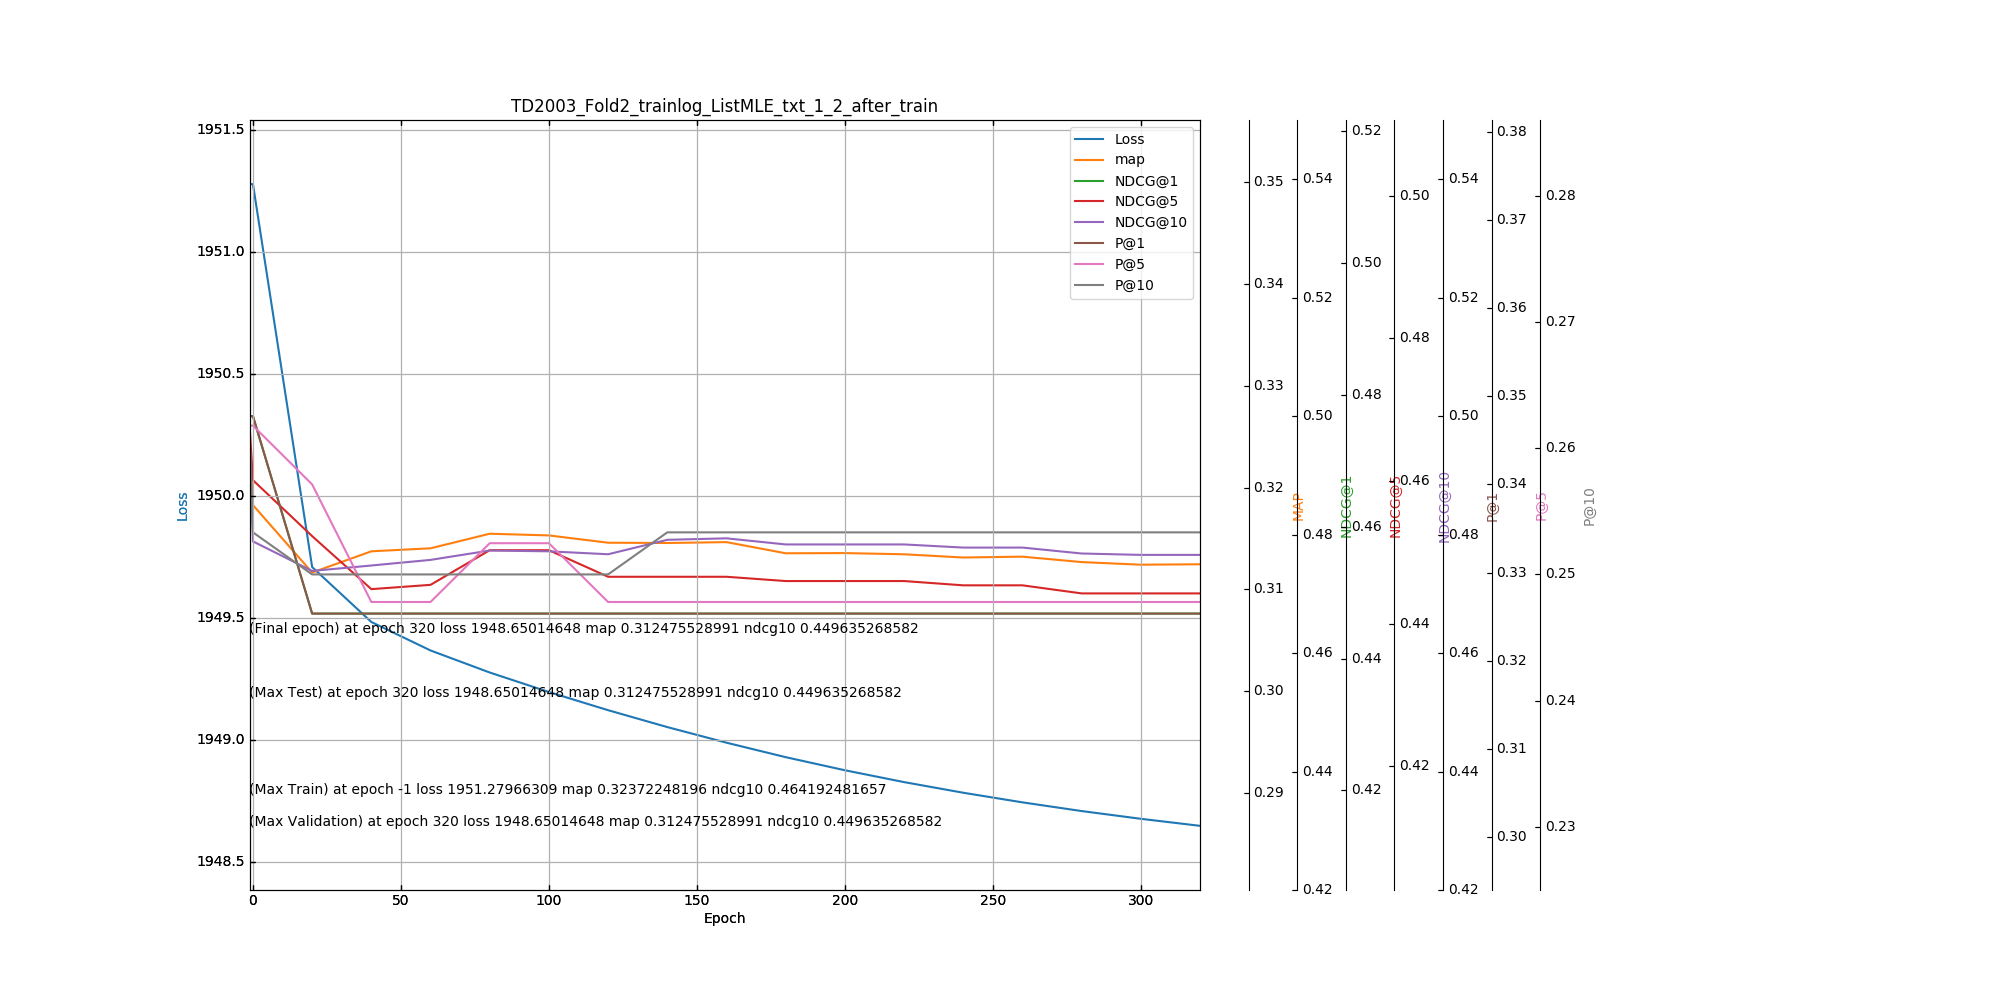 TD2003_Fold2_trainlog_ListMLE_txt_1_2_after_train
Loss
1951.5
1951.0
1950.5
1950.0
1949.5
1949.0
1948.5
Loss
map
NDCG@1
NDCG@5
NDCG@10
P@1
P@5
P@10
(Final epoch) at epoch 320 loss 1948.65014648 map 0.312475528991 ndcg10 0.449635268582
(Max Test) at epoch 320 loss 1948.65014648 map 0.312475528991 ndcg10 0.449635268582
(Max Train) at epoch -1 loss 1951.27966309 map 0.32372248196 ndcg10 0.464192481657
(Max Validation) at epoch 320 loss 1948.65014648 map 0.312475528991 ndcg10 0.449635268582
0 50 100 150 200 250 300
Epoch
0.35
0.34
0.33
0.32
0.31
0.30
0.29
MAP
0.54
0.52
0.50
0.48
0.46
0.44
0.42
NDCG@1
0.52
0.50
0.48
0.46
0.44
0.42
NDCG@5
0.50
0.48
0.46
0.44
0.42
NDCG@10
0.54
0.52
0.50
0.48
0.46
0.44
0.42
P@1
0.38
0.37
0.36
0.35
0.34
0.33
0.32
0.31
0.30
P@5
0.28
0.27
0.26
0.25
0.24
0.23
P@10